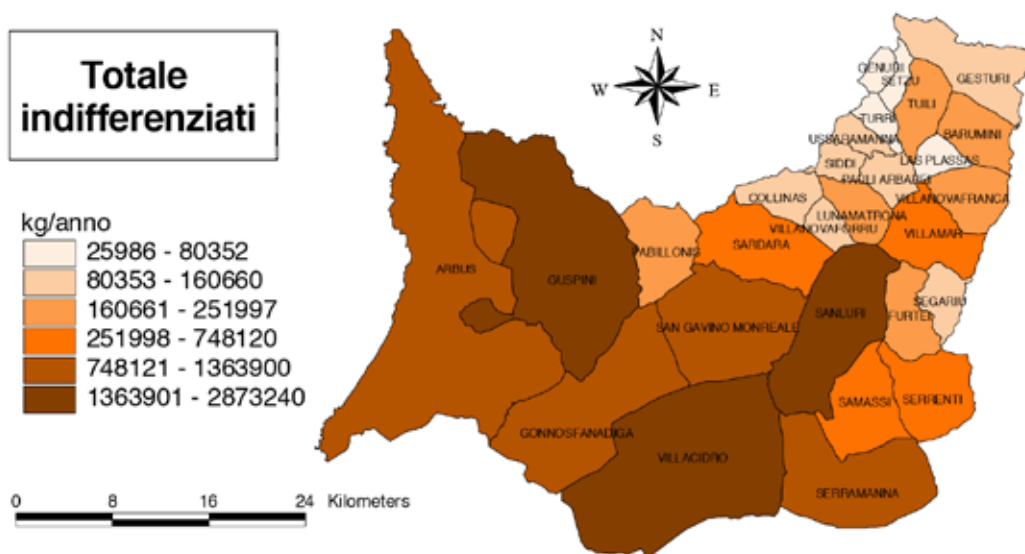 Totale
indifferenziati
N
W E
S
kg/anno
25986 - 80352
80353 - 160660
160661 - 251997
251998 - 748120
748121 - 1363900
1363901 - 2873240
0 8 16 24 Kilometers
GENURI
SETZU
GESTURI
TUILI
TURRI
BARUMINI
USSARAMANNA
SIDDI
LAS PLASSAS
PAULI ARBAREI
COLLINAS
VILLANOVAFRANCA
LUNAMATRONA
VILLANOVAFORRU
VILLAMAR
SARDARA
PABILLONIS
ARBUS
GUSPINI
SEGARIU
FURTEI
SANLURI
SAN GAVINO MONREALE
SAMASSI
SERRENTI
GONNOSFANADIGA
VILLACIDRO
SERRAMANNA